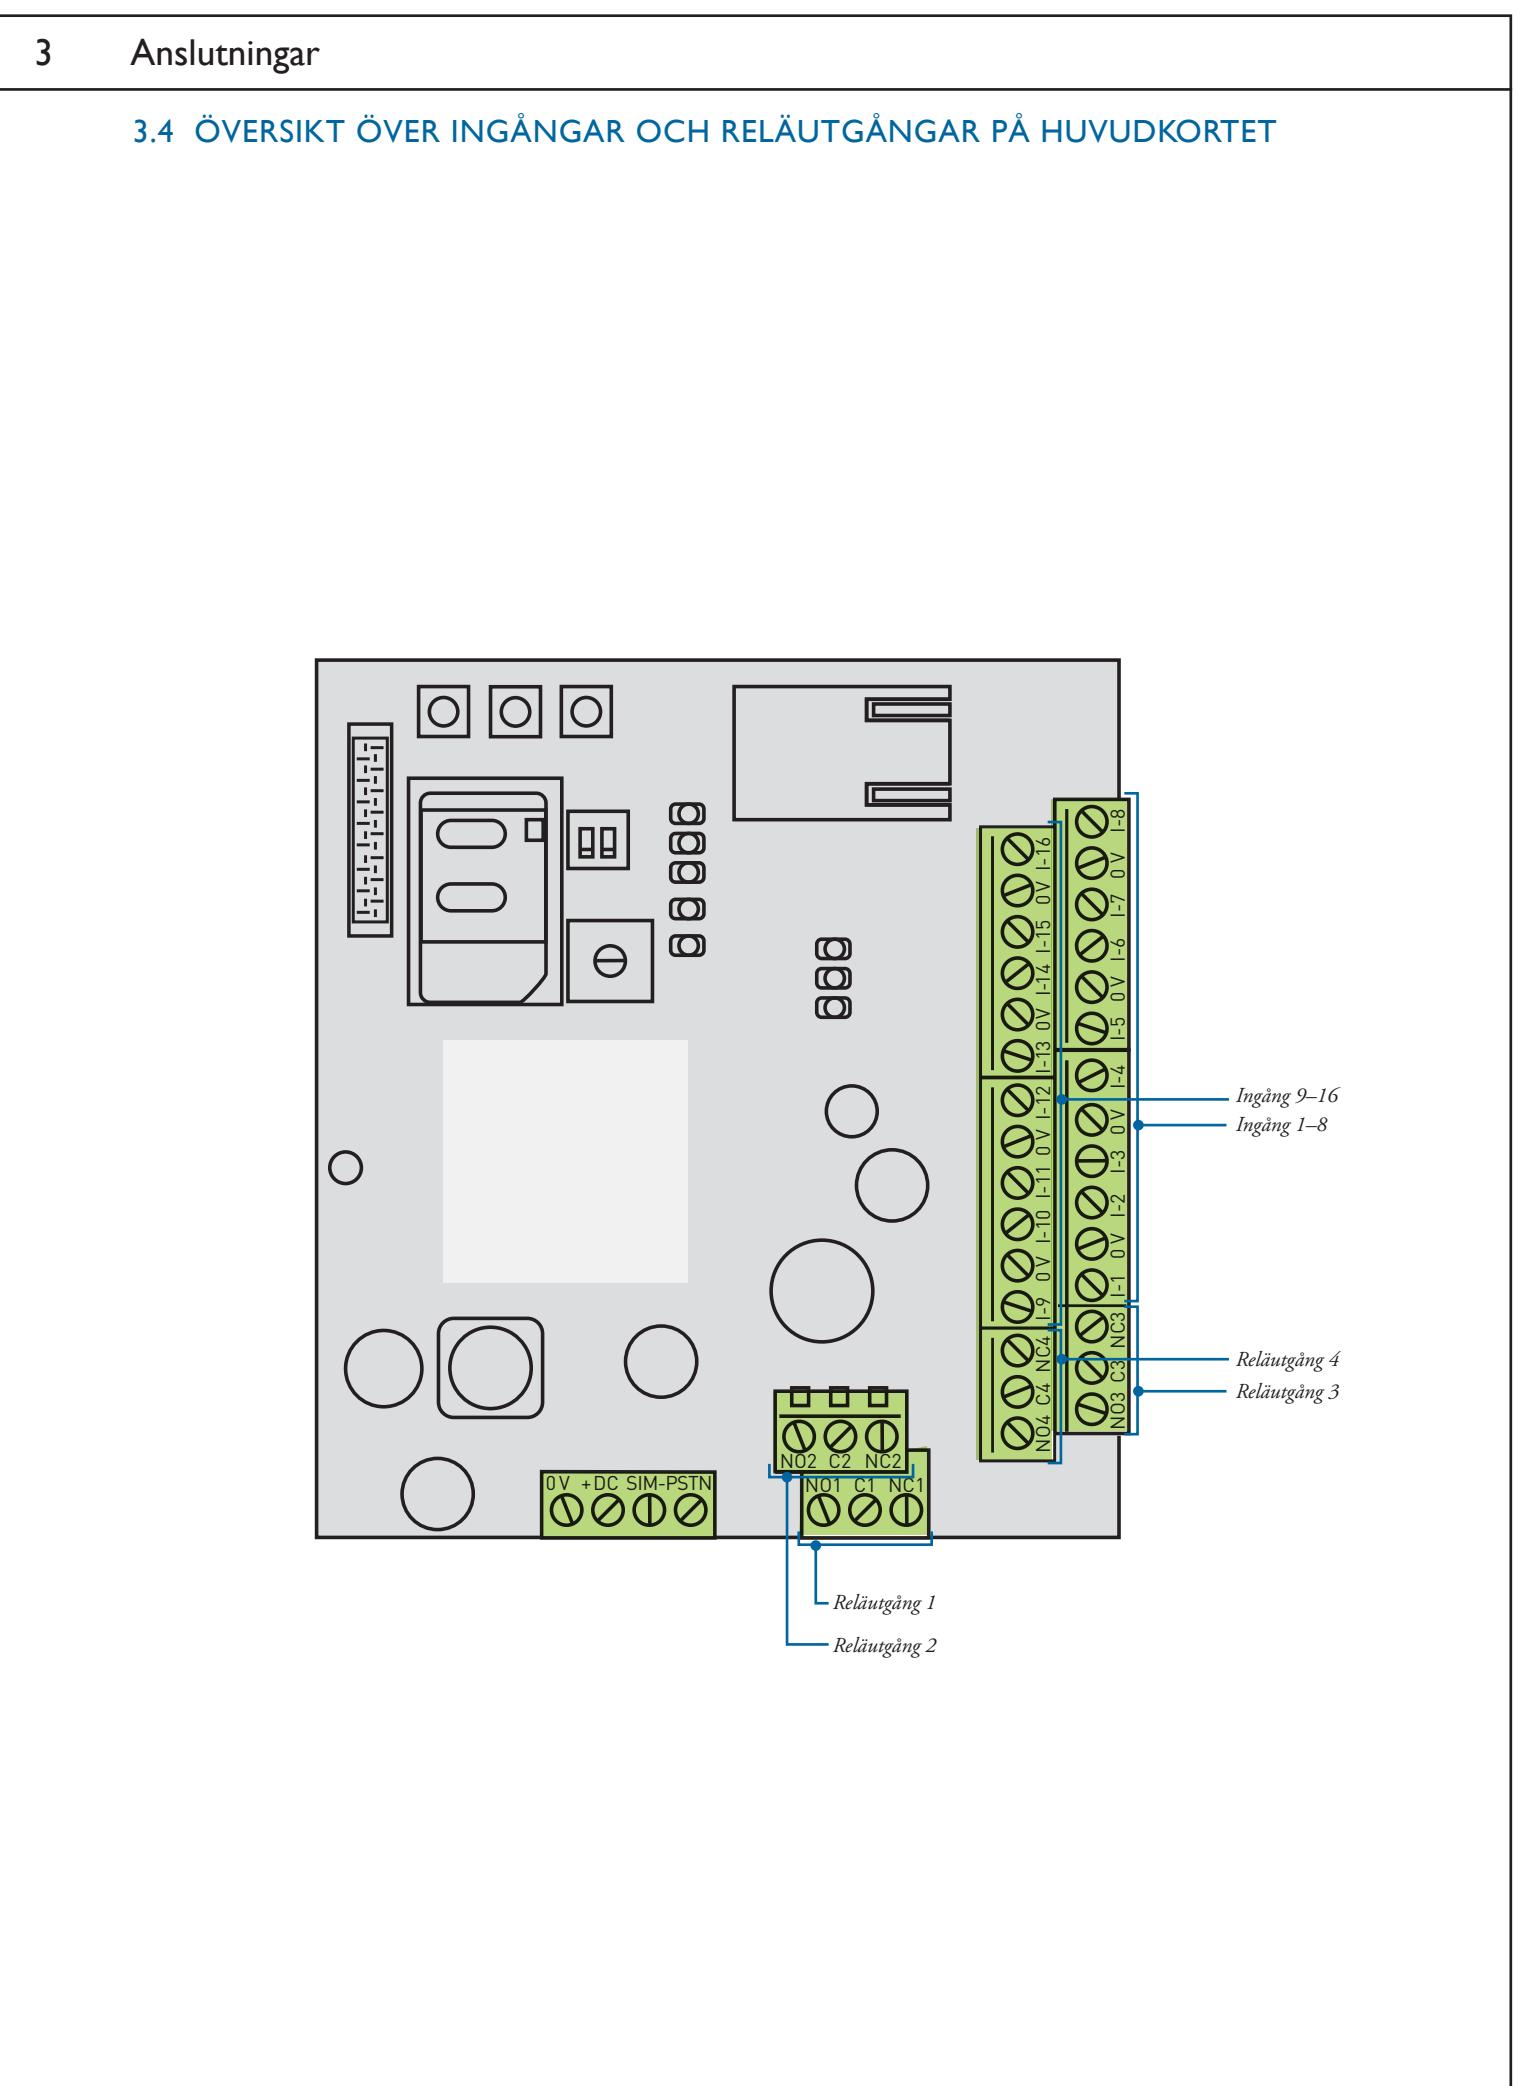 3 Anslutningar
3.4 ÖVERSIKT ÖVER INGÅNGAR OCH RELÄUTGÅNGAR PÅ HUVUDKORTET
I-16
0V
I-15
I-14
0V
I-13
I-12
0V
I-11
I-10
0V
I-9
NC4
C4
NO4
I-8
0V
I-7
I-6
0V
I-5
I-4
0V
I-3
I-2
0V
I-1
NC3
C3
NO3
Ingång 9–16
Ingång 1–8
Reläutgång 4
Reläutgång 3
NO2 C2 NC2
NO1 C1 NC1
0V +DC SIM-PSTN
Reläutgång 1
Reläutgång 2